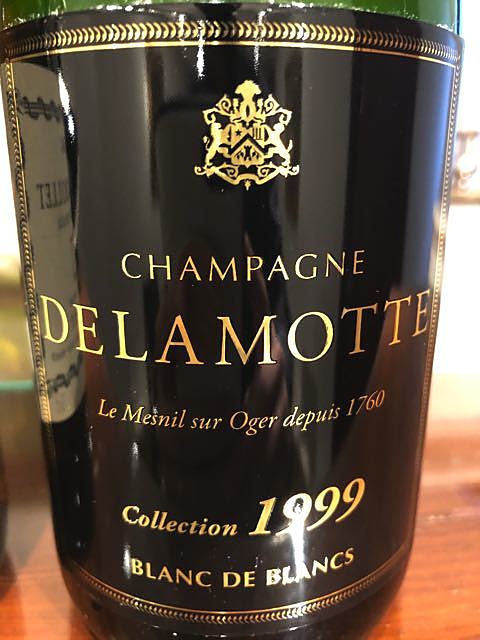 CHAMPAGNE
DELAMOTTE
Le Mesnil sur Oger depuis 1760
Collection 1999
BLANC DE BLANCS